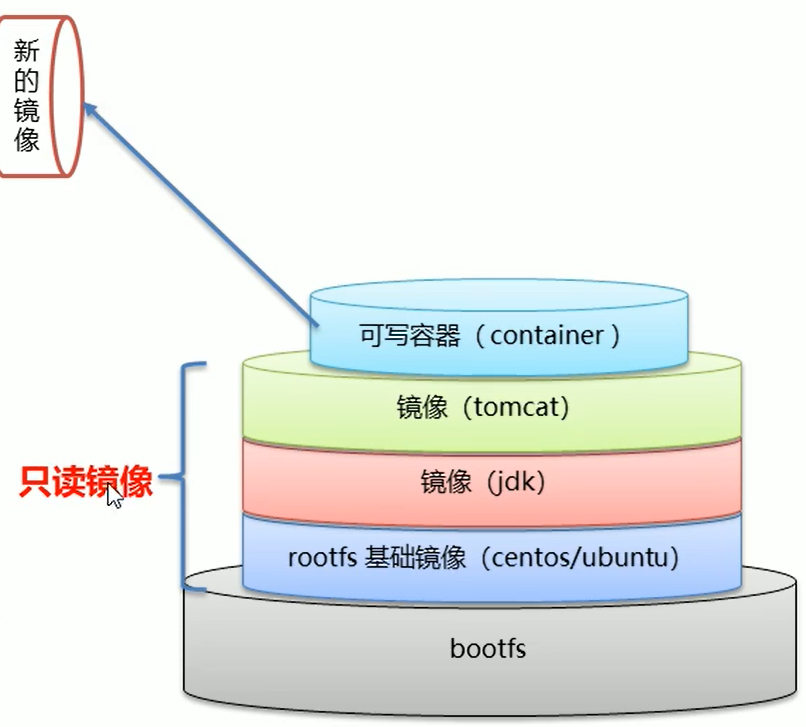 新的镜像
可写容器（container ）
镜像（tomcat）
镜像（jdk）
只读镜像
rootfs 基础镜像（centos/ubuntu）
bootfs